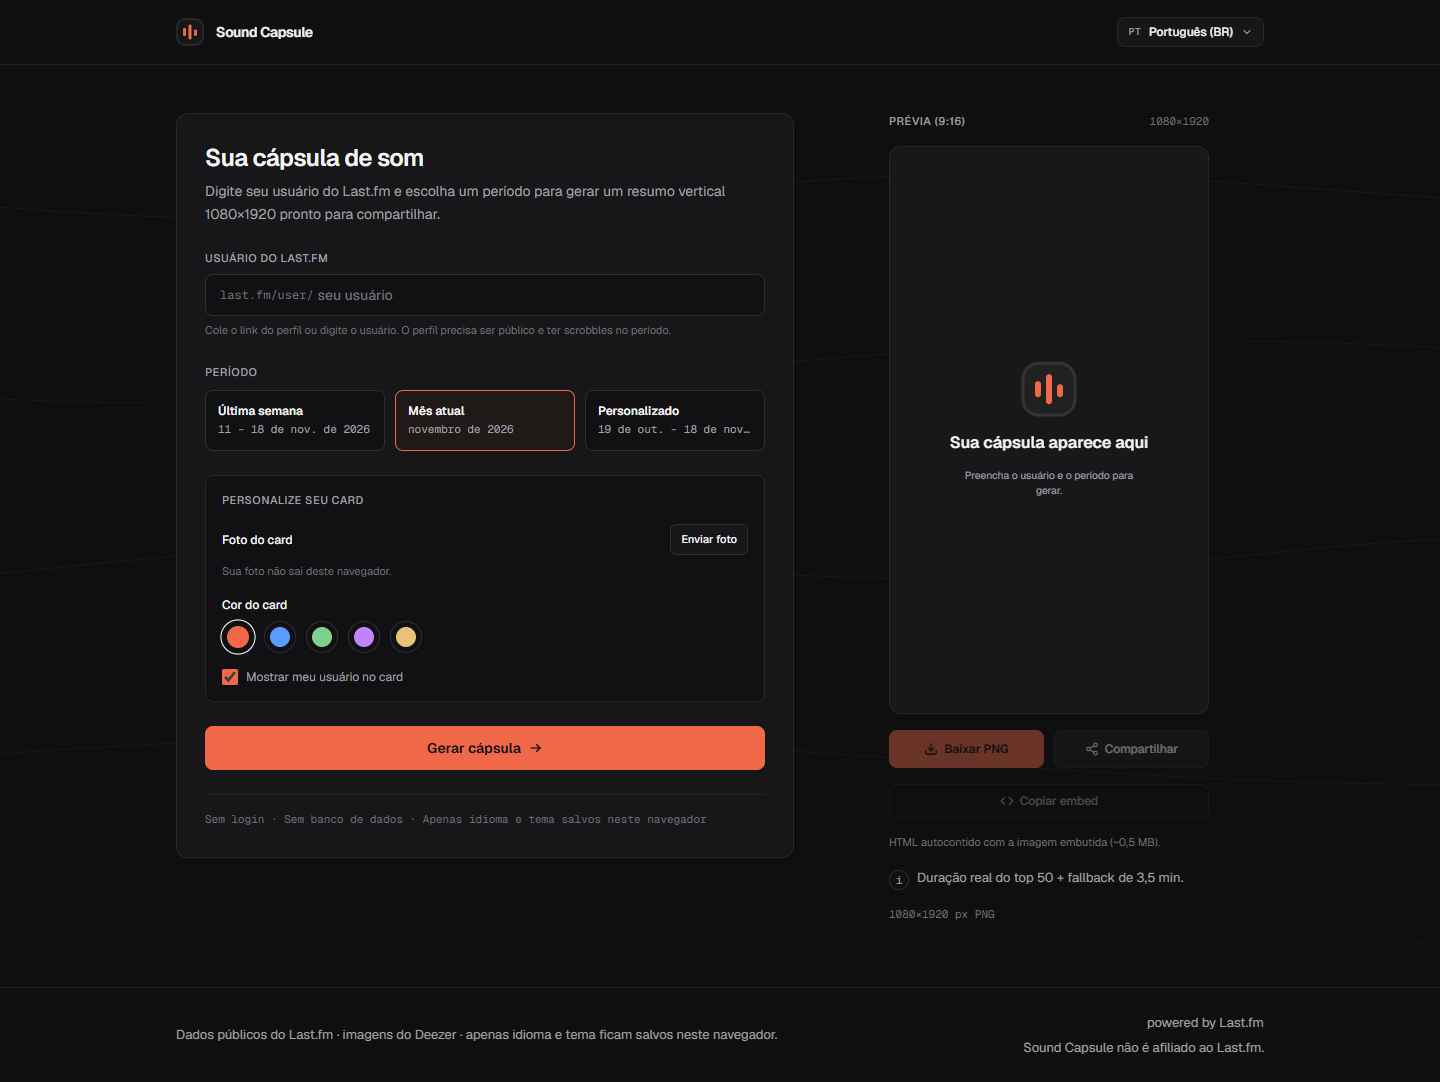 Sound Capsule
PT Português (BR)
Sua cápsula de som
Digite seu usuário do Last.fm e escolha um período para gerar um resumo vertical
1080×1920 pronto para compartilhar.
USUÁRIO DO LAST.FM
last.fm/user/ seu usuário
Cole o link do perfil ou digite o usuário. O perfil precisa ser público e ter scrobbles no período.
PERÍODO
Última semana
11 – 18 de nov. de 2026
Mês atual
novembro de 2026
Personalizado
19 de out. – 18 de nov…
PERSONALIZE SEU CARD
Foto do card
Enviar foto
Sua foto não sai deste navegador.
Cor do card
Mostrar meu usuário no card
Gerar cápsula →
Sem login · Sem banco de dados · Apenas idioma e tema salvos neste navegador
PRÉVIA (9:16)
1080×1920
Sua cápsula aparece aqui
Preencha o usuário e o período para
gerar.
Baixar PNG
Compartilhar
Copiar embed
HTML autocontido com a imagem embutida (~0,5 MB).
i Duração real do top 50 + fallback de 3,5 min.
1080×1920 px PNG
Dados públicos do Last.fm · imagens do Deezer · apenas idioma e tema ficam salvos neste navegador.
powered by Last.fm
Sound Capsule não é afiliado ao Last.fm.